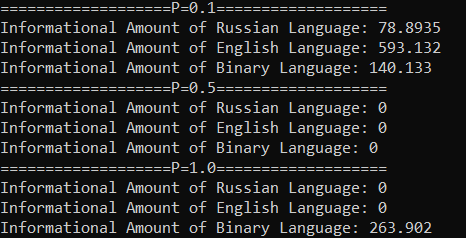 ===================P=0.1===================
Informational Amount of Russian Language: 78.8935
Informational Amount of English Language: 593.132
Informational Amount of Binary Language: 140.133
===================P=0.5===================
Informational Amount of Russian Language: 0
Informational Amount of English Language: 0
Informational Amount of Binary Language: 0
===================P=1.0===================
Informational Amount of Russian Language: 0
Informational Amount of English Language: 0
Informational Amount of Binary Language: 263.902